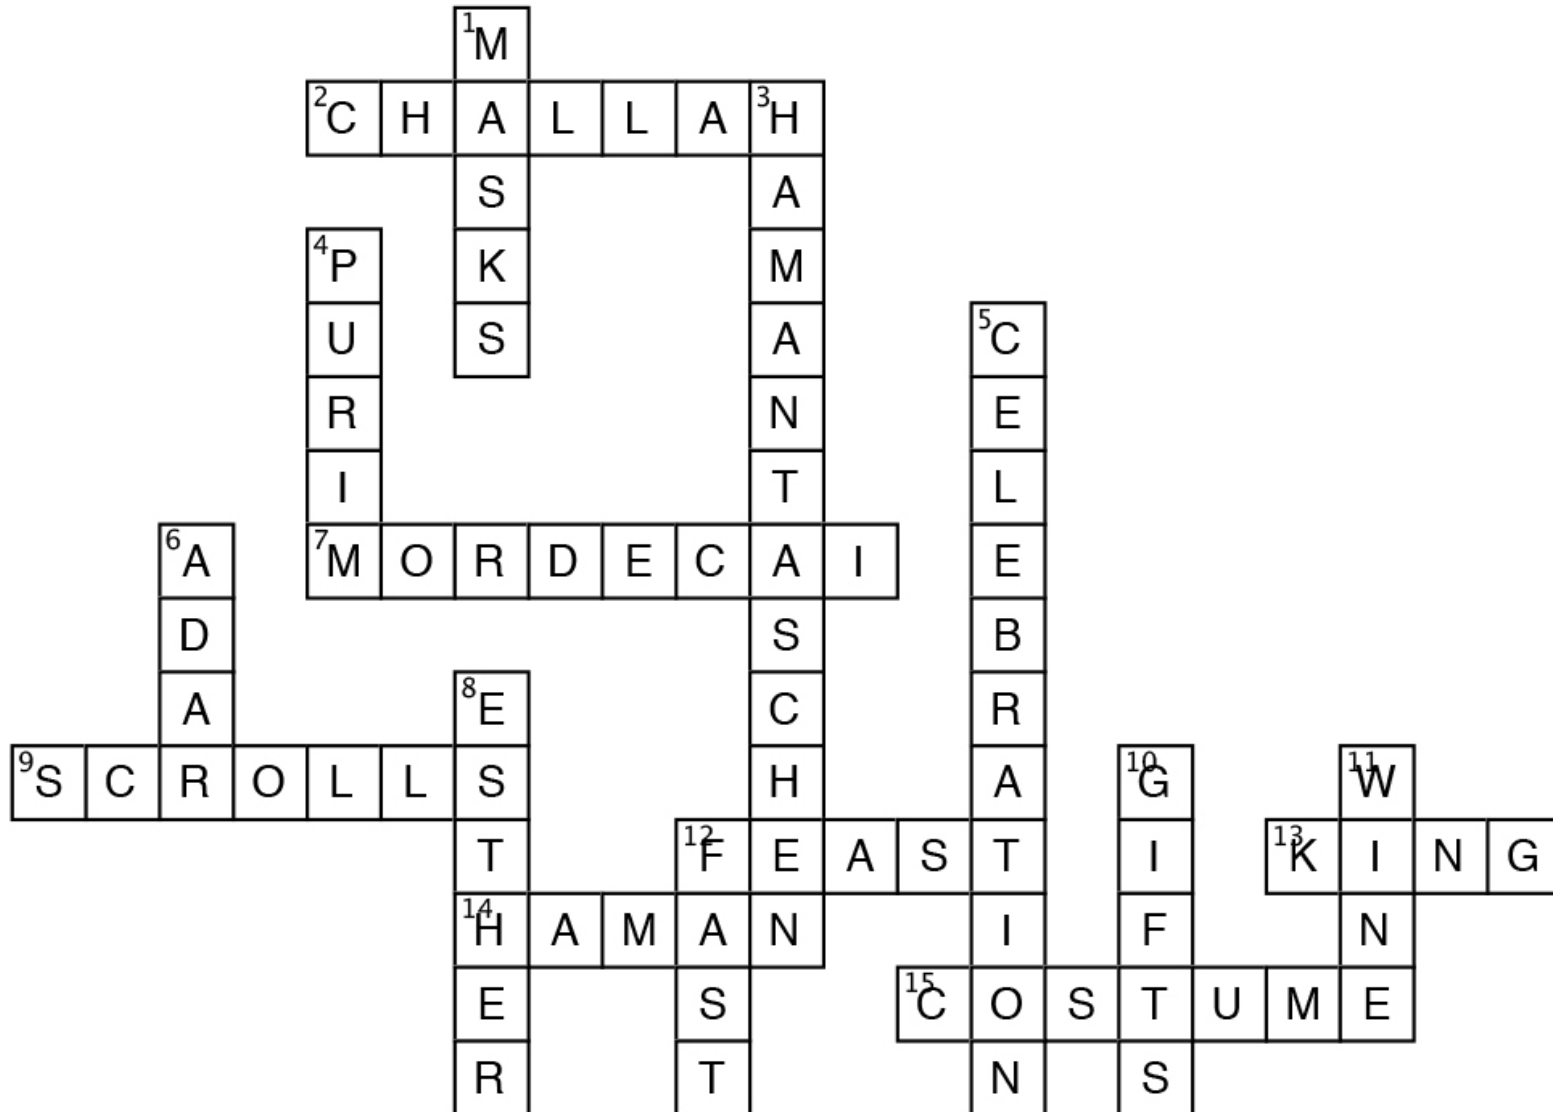 1 M
2 C H A L L A 3 H
S A
4 P K M
U S A 5 C
R N E
I T L
6 A 7 M O R D E C A I E
D S B
A 8 E C R
9 S C R O L L S H A 10 G 11 W
T 12 F E A S T I 13 K I N G
14 H A M A N I F N
E S 15 C O S T U M E
R T N S